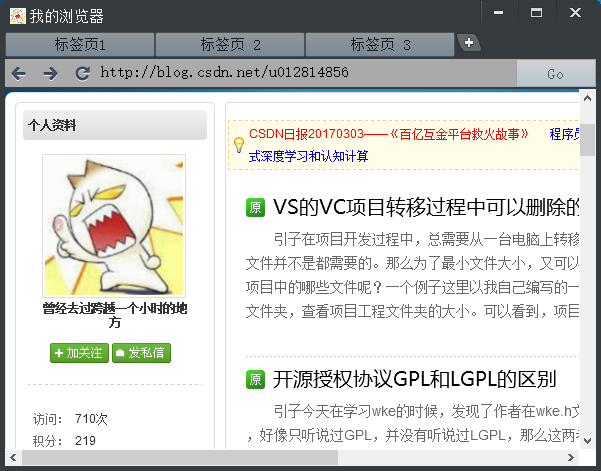 我的浏览器
标签页1
标签页 2
标签页 3
http://blog.csdn.net/u012814856
Go
个人资料
曾经去过跨越一个小时的地
方
加关注
发私信
访问： 710次
积分： 219
CSDN日报20170303——《百亿互金平台救火故事》 程序员
式深度学习和认知计算
原 VS的VC项目转移过程中可以删除的
引子在项目开发过程中，总需要从一台电脑上转移
文件并不是都需要的。那么为了最小文件大小，又可以
项目中的哪些文件呢？一个例子这里以我自己编写的一
文件夹，查看项目工程文件夹的大小。可以看到，项目
原 开源授权协议GPL和LGPL的区别
引子今天在学习wke的时候，发现了作者在wke.h文
，好像只听说过GPL，并没有听说过LGPL，那么这两者